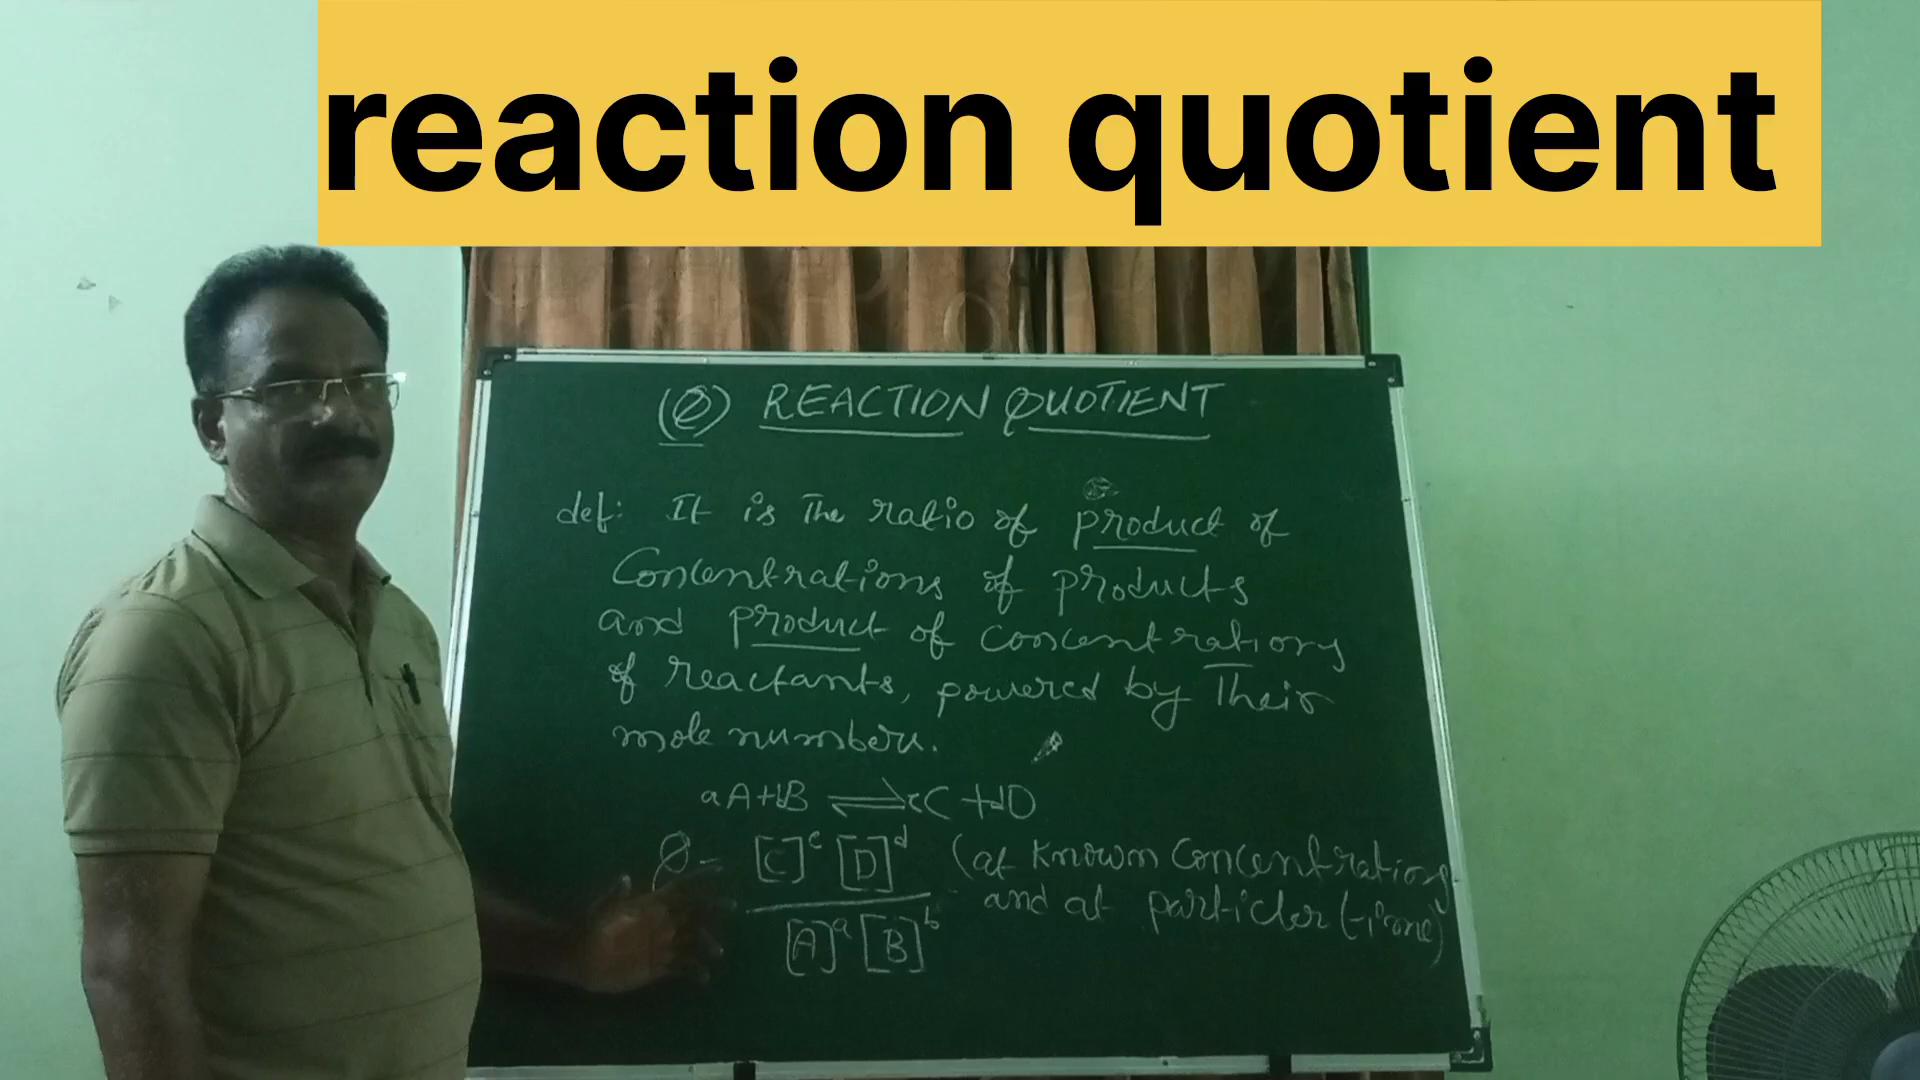 reaction quotient
(Q) REACTION QUOTIENT
def: It is The ratio of product of
Concentrations of products
and product of concentrations
of reactants, powered by Their
mole numbers.
aA+bB ⇌ cC+dD
Q = [C]^c [D]^d (at known concentrations
and at particlor time)
[A]^a [B]^b